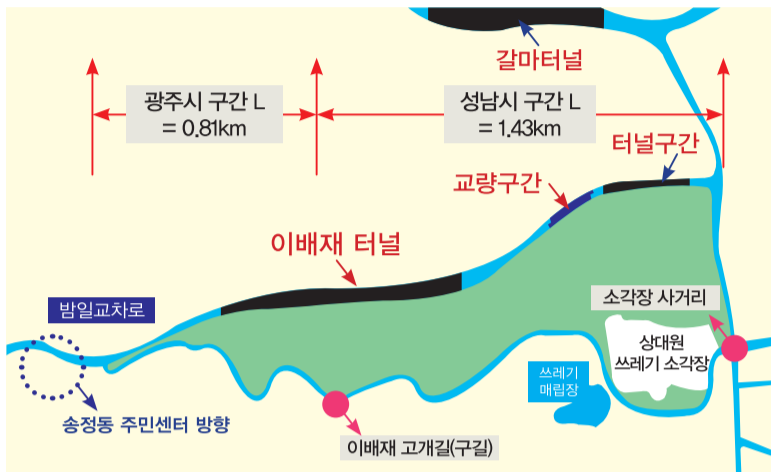 갈마터널
광주시 구간 L
= 0.81km
성남시 구간 L
= 1.43km
터널구간
교량구간
이배재 터널
소각장 사거리
밤일교차로
상대원
쓰레기 소각장
쓰레기
매립장
송정동 주민센터 방향
이배재 고개길(구길)